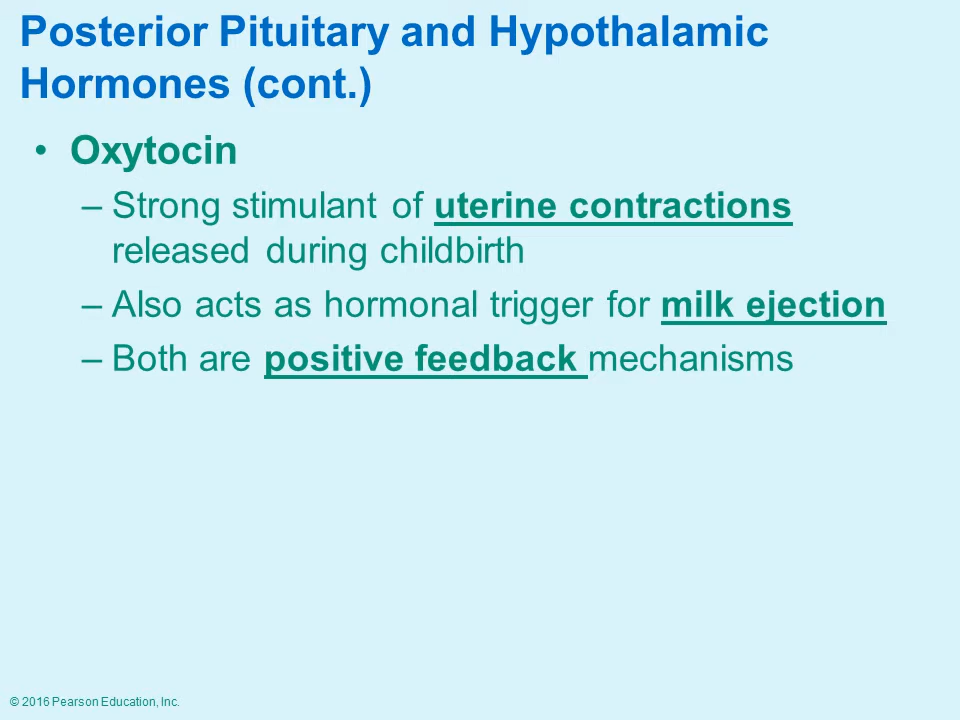 Posterior Pituitary and Hypothalamic
Hormones (cont.)
• Oxytocin
– Strong stimulant of uterine contractions
released during childbirth
– Also acts as hormonal trigger for milk ejection
– Both are positive feedback mechanisms
© 2016 Pearson Education, Inc.